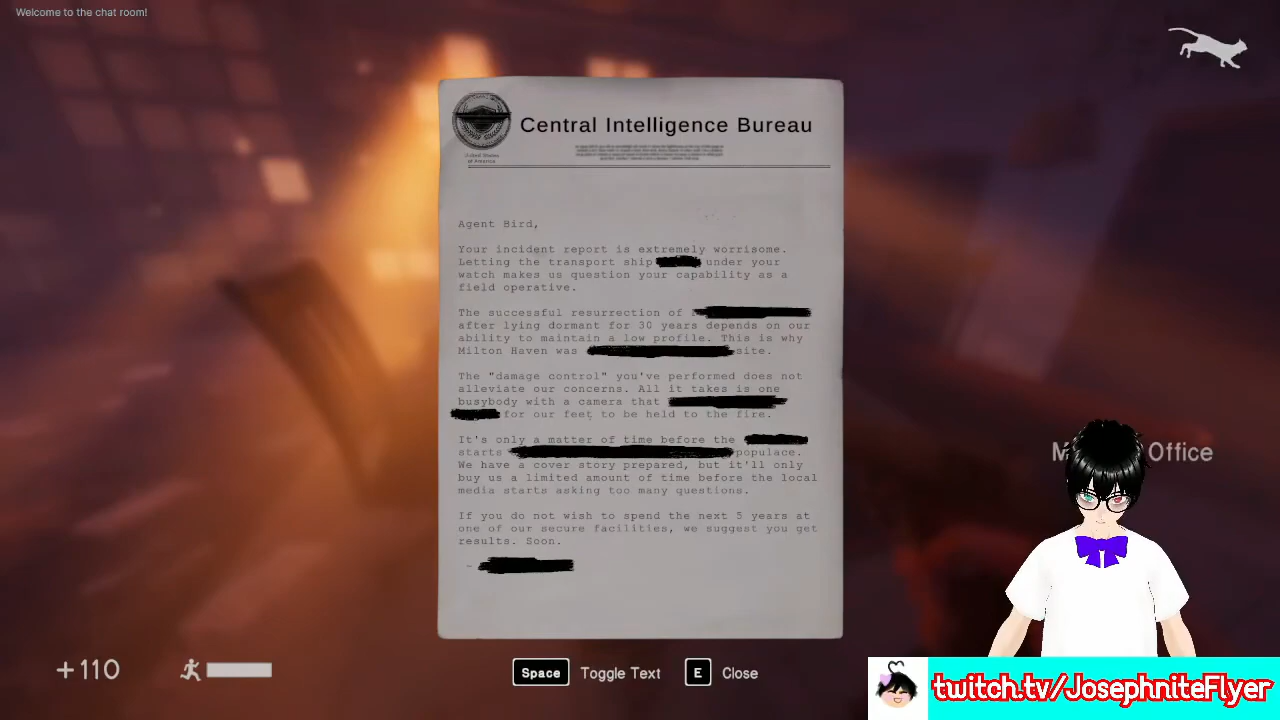 Welcome to the chat room!
Central Intelligence Bureau
United States
of America
Agent Bird,
Your incident report is extremely worrisome.
Letting the transport ship under your
watch makes us question your capability as a
field operative.
The successful resurrection of
after lying dormant for 30 years depends on our
ability to maintain a low profile. This is why
Milton Haven was site.
The "damage control" you've performed does not
alleviate our concerns. All it takes is one
busybody with a camera that
for our feet to be held to the fire.
It's only a matter of time before the
starts populace.
We have a cover story prepared, but it'll only
buy us a limited amount of time before the local
media starts asking too many questions.
If you do not wish to spend the next 5 years at
one of our secure facilities, we suggest you get
results. Soon.
–
Office
+110
Space Toggle Text E Close
twitch.tv/JosephniteFlyer